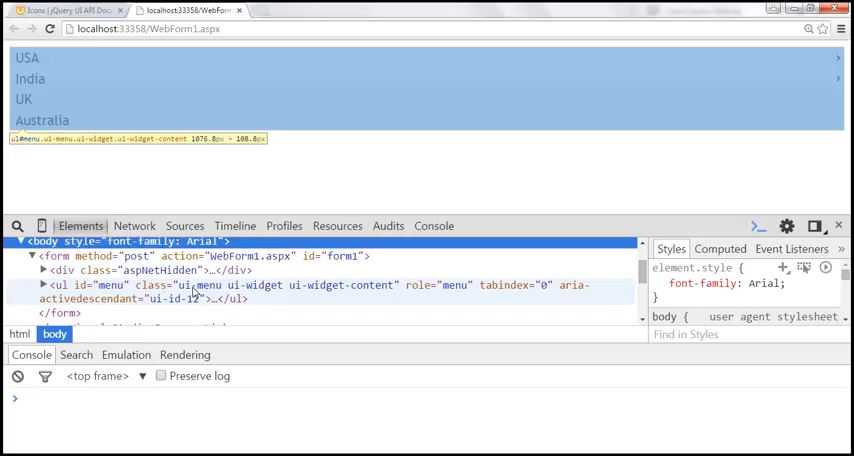 Icons | jQuery UI API Docu
localhost:33358/WebForm
localhost:33358/WebForm1.aspx
USA
India
UK
Australia
ul#menu.ui-menu.ui-widget.ui-widget-content 1076.8px × 108.8px
Elements Network Sources Timeline Profiles Resources Audits Console
<body style="font-family: Arial">
<form method="post" action="WebForm1.aspx" id="form1">
<div class="aspNetHidden">…</div>
<ul id="menu" class="ui-menu ui-widget ui-widget-content" role="menu" tabindex="0" aria-
activedescendant="ui-id-12">…</ul>
</form>
html body
Styles Computed Event Listeners »
element.style {
font-family: Arial;
}
body { user agent stylesheet
Find in Styles
Console Search Emulation Rendering
<top frame> ▼ Preserve log